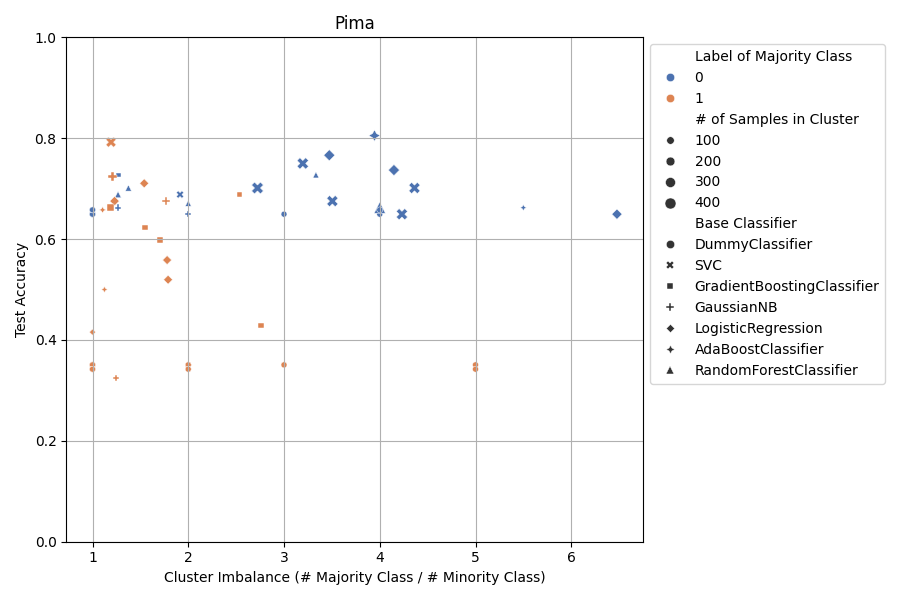 Pima
1.0
0.8
0.6
0.4
0.2
0.0
Test Accuracy
1 2 3 4 5 6
Cluster Imbalance (# Majority Class / # Minority Class)
Label of Majority Class
0
1
# of Samples in Cluster
100
200
300
400
Base Classifier
DummyClassifier
SVC
GradientBoostingClassifier
GaussianNB
LogisticRegression
AdaBoostClassifier
RandomForestClassifier